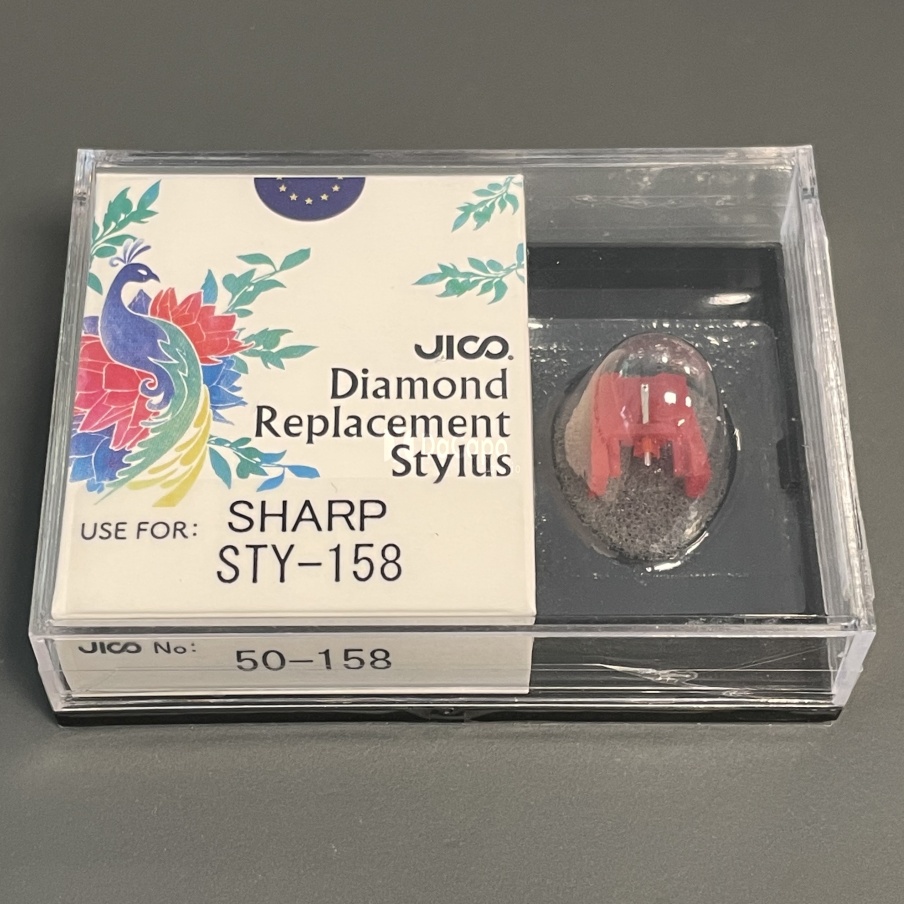 JICO.
Diamond
Replacement
Stylus
USE FOR: SHARP
STY-158
JICO No: 50-158